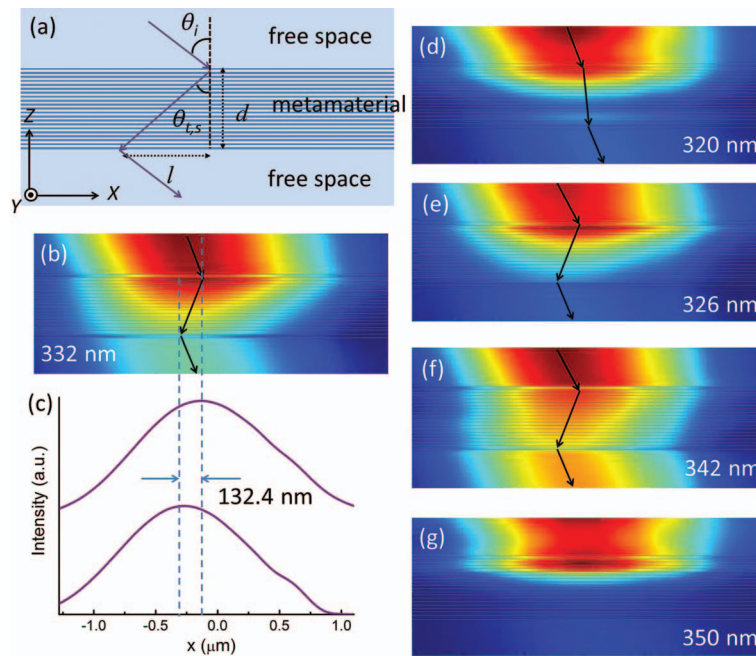 (a)
θi
free space
metamaterial
θt,s
d
Z
l
free space
Y
X
(b)
332 nm
(c)
132.4 nm
Intensity (a.u.)
-1.0
-0.5
0.0
0.5
1.0
x (μm)
(d)
320 nm
(e)
326 nm
(f)
342 nm
(g)
350 nm